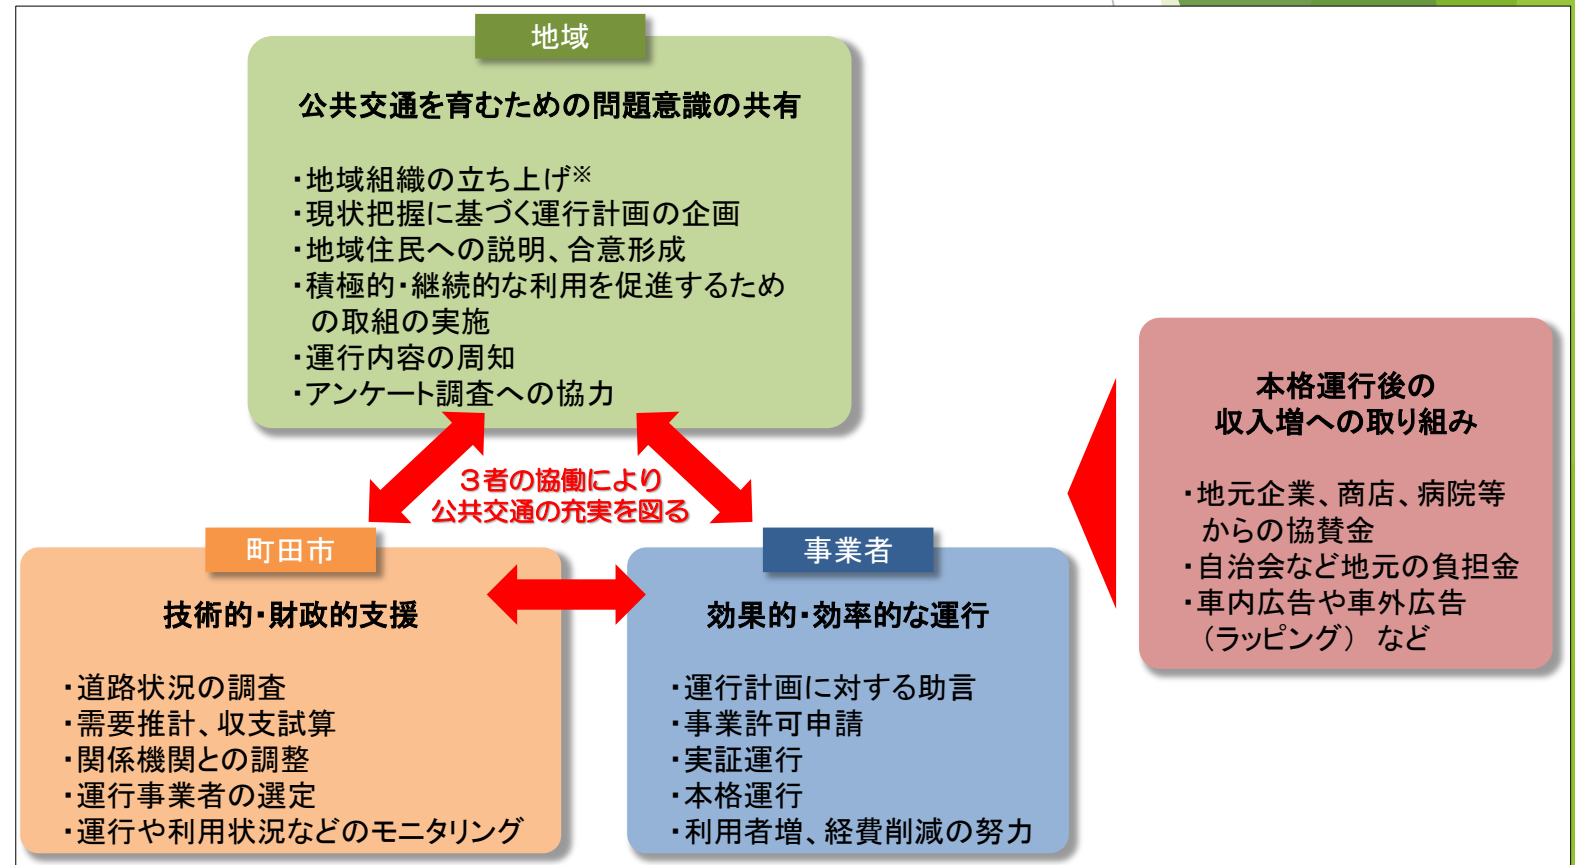 地域
公共交通を育むための問題意識の共有
・地域組織の立ち上げ※
・現状把握に基づく運行計画の企画
・地域住民への説明、合意形成
・積極的・継続的な利用を促進するため
の取組の実施
・運行内容の周知
・アンケート調査への協力
３者の協働により
公共交通の充実を図る
町田市
技術的・財政的支援
・道路状況の調査
・需要推計、収支試算
・関係機関との調整
・運行事業者の選定
・運行や利用状況などのモニタリング
事業者
効果的・効率的な運行
・運行計画に対する助言
・事業許可申請
・実証運行
・本格運行
・利用者増、経費削減の努力
本格運行後の
収入増への取り組み
・地元企業、商店、病院等
からの協賛金
・自治会など地元の負担金
・車内広告や車外広告
（ラッピング） など